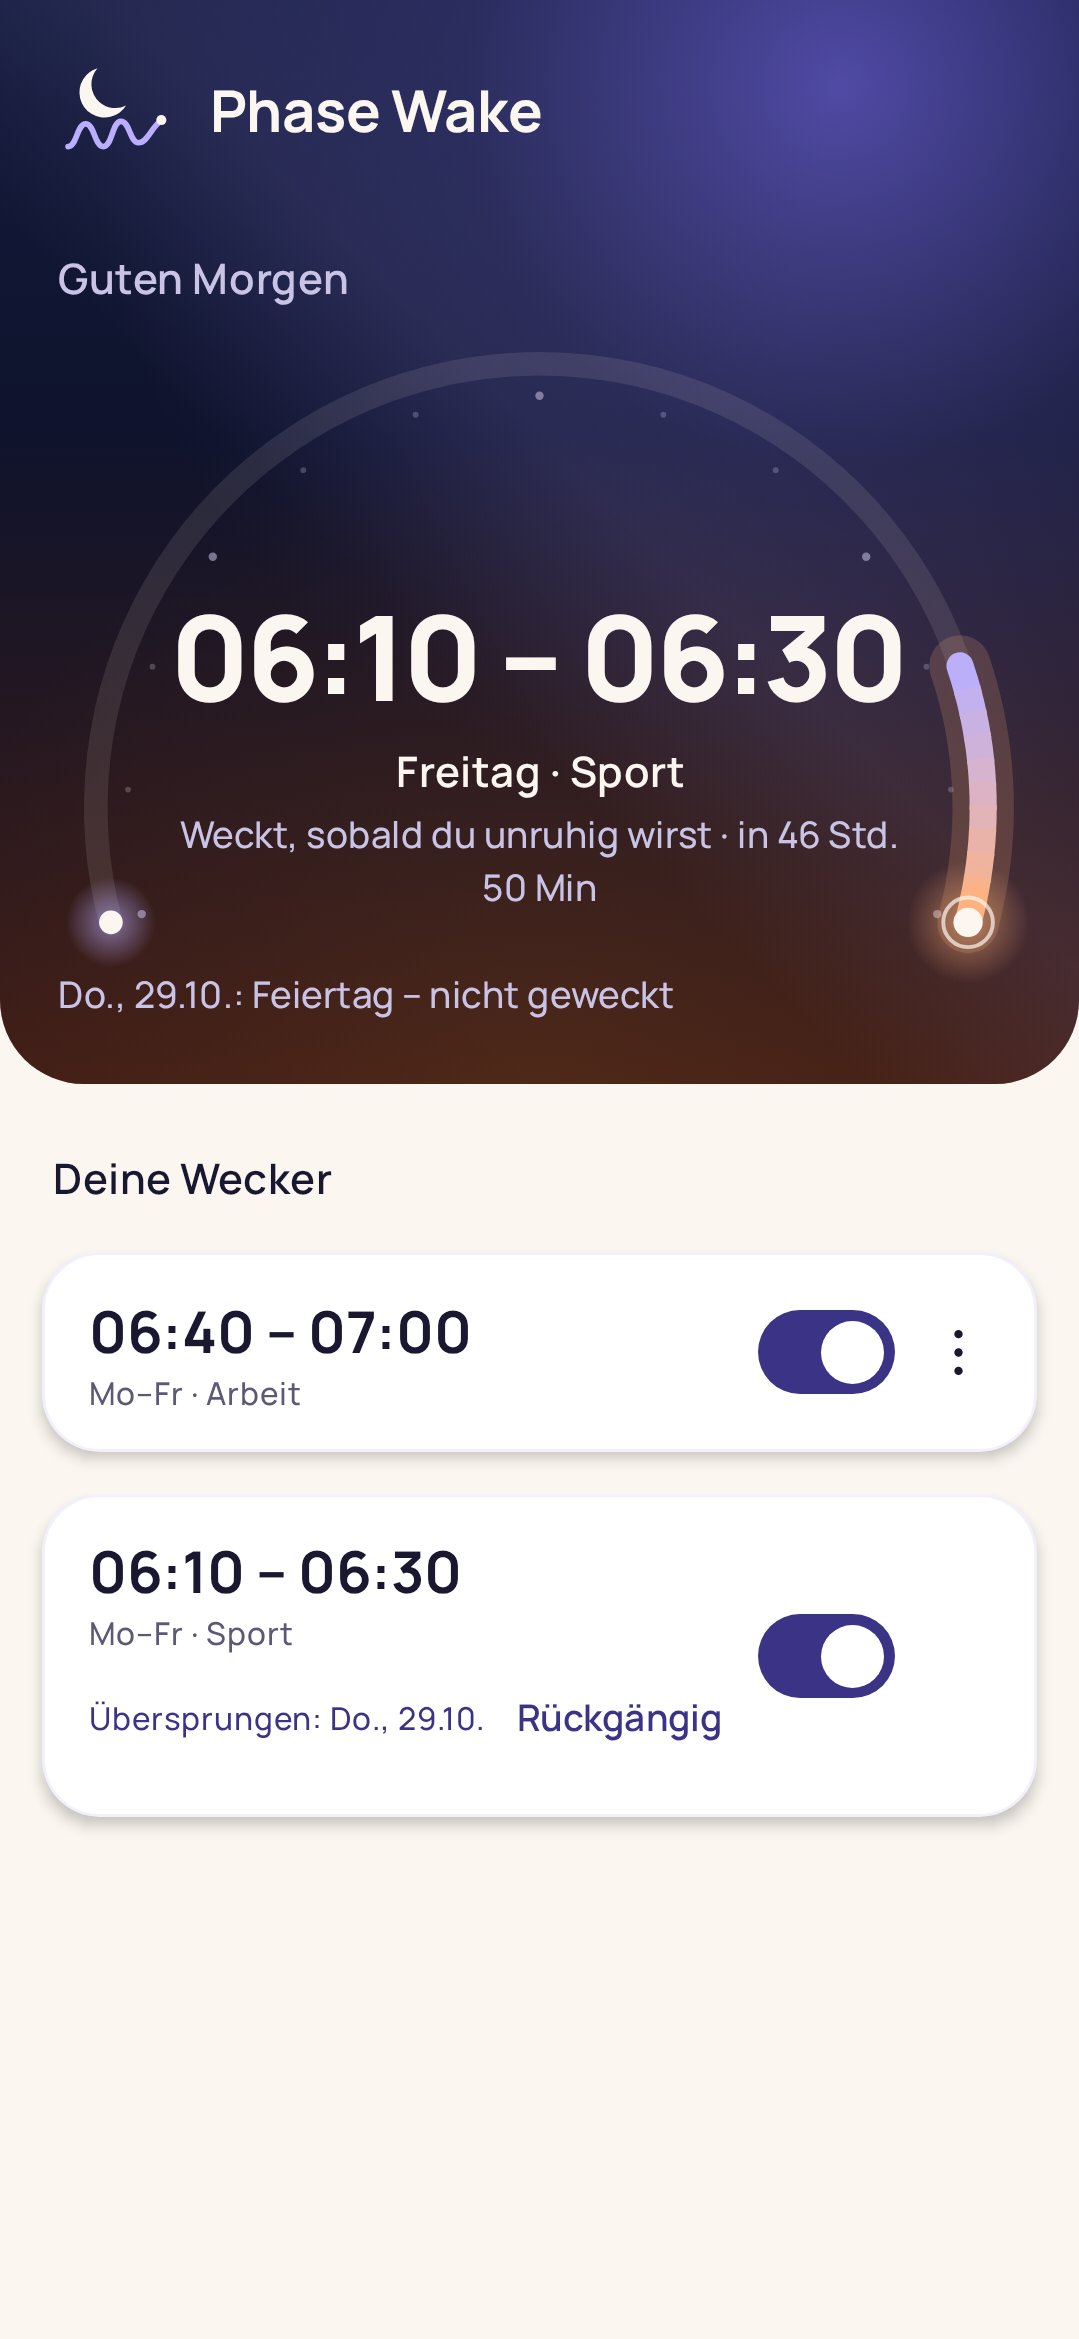 Phase Wake
Guten Morgen
06:10 – 06:30
Freitag · Sport
Weckt, sobald du unruhig wirst · in 46 Std.
50 Min
Do., 29.10.: Feiertag – nicht geweckt
Deine Wecker
06:40 – 07:00
Mo–Fr · Arbeit
06:10 – 06:30
Mo–Fr · Sport
Übersprungen: Do., 29.10. Rückgängig